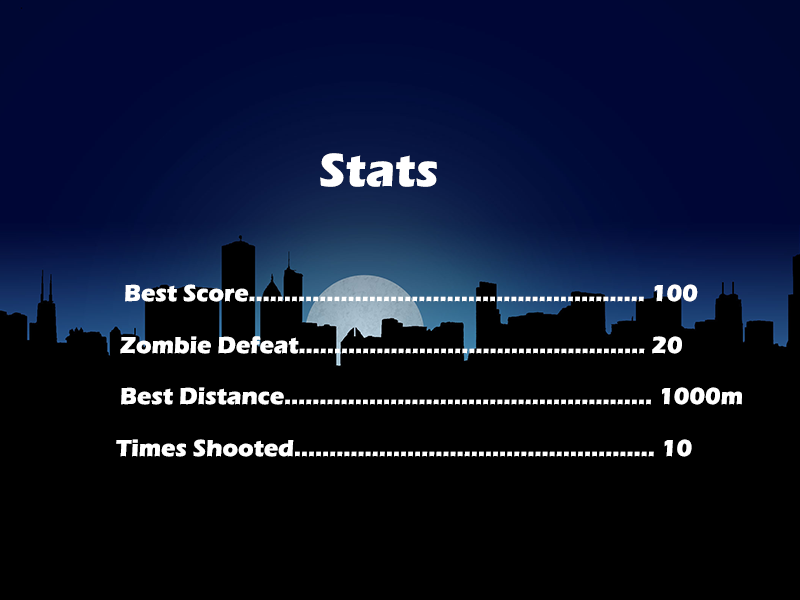 Stats
Best Score........................................................ 100
Zombie Defeat................................................. 20
Best Distance.................................................... 1000m
Times Shooted................................................... 10